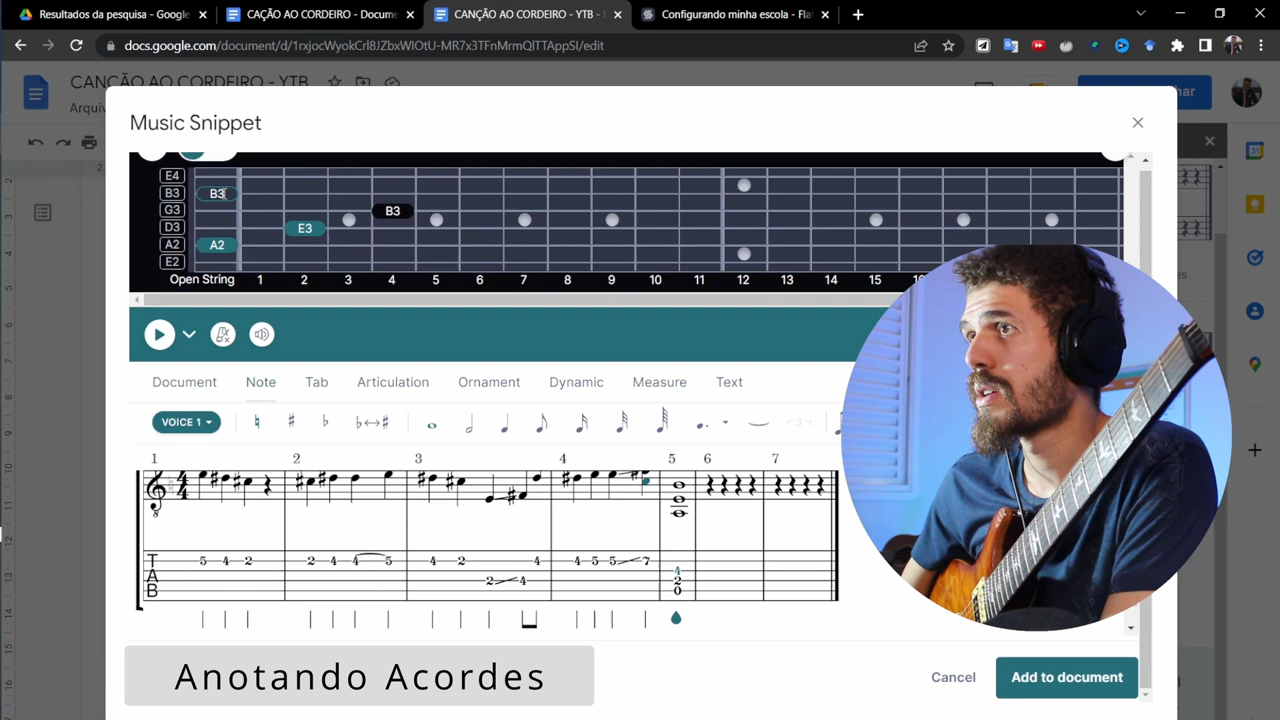 Resultados da pesquisa - Google
CAÇÃO AO CORDEIRO - Docume
CANÇÃO AO CORDEIRO - YTB -
Configurando minha escola - Fla
docs.google.com/document/d/1rxjocWyokCrl8JZbxWIOtU-MR7x3TFnMrmQlTTAppSI/edit
CANÇÃO AO CORDEIRO - YTB
Arquiv
har
Music Snippet
E4
B3 B3
G3 B3
D3 E3
A2 A2
E2
Open String 1 2 3 4 5 6 7 8 9 10 11 12 13 14 15
Document Note Tab Articulation Ornament Dynamic Measure Text
VOICE 1
1 2 3 4 5 6 7
T 5 4 2 2 4 4 5 4 2 4 4 5 5 7
A 2 4 4 2
B 0
Anotando Acordes
Cancel Add to document